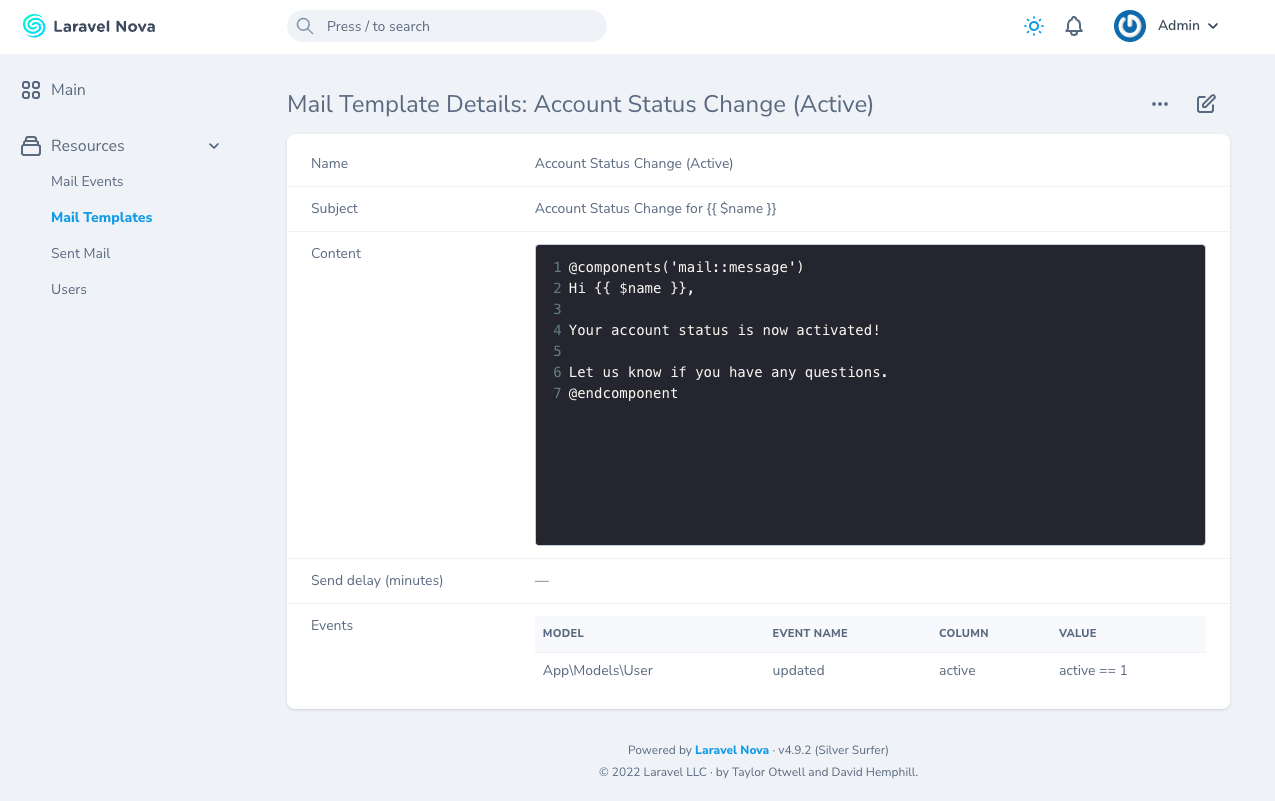 Laravel Nova
Press / to search
Admin
Main
Resources
Mail Events
Mail Templates
Sent Mail
Users
Mail Template Details: Account Status Change (Active)
Name Account Status Change (Active)
Subject Account Status Change for {{ $name }}
Content
1 @components('mail::message')
2 Hi {{ $name }},
3
4 Your account status is now activated!
5
6 Let us know if you have any questions.
7 @endcomponent
Send delay (minutes) —
Events
MODEL EVENT NAME COLUMN VALUE
App\Models\User updated active active == 1
Powered by Laravel Nova · v4.9.2 (Silver Surfer)
© 2022 Laravel LLC · by Taylor Otwell and David Hemphill.